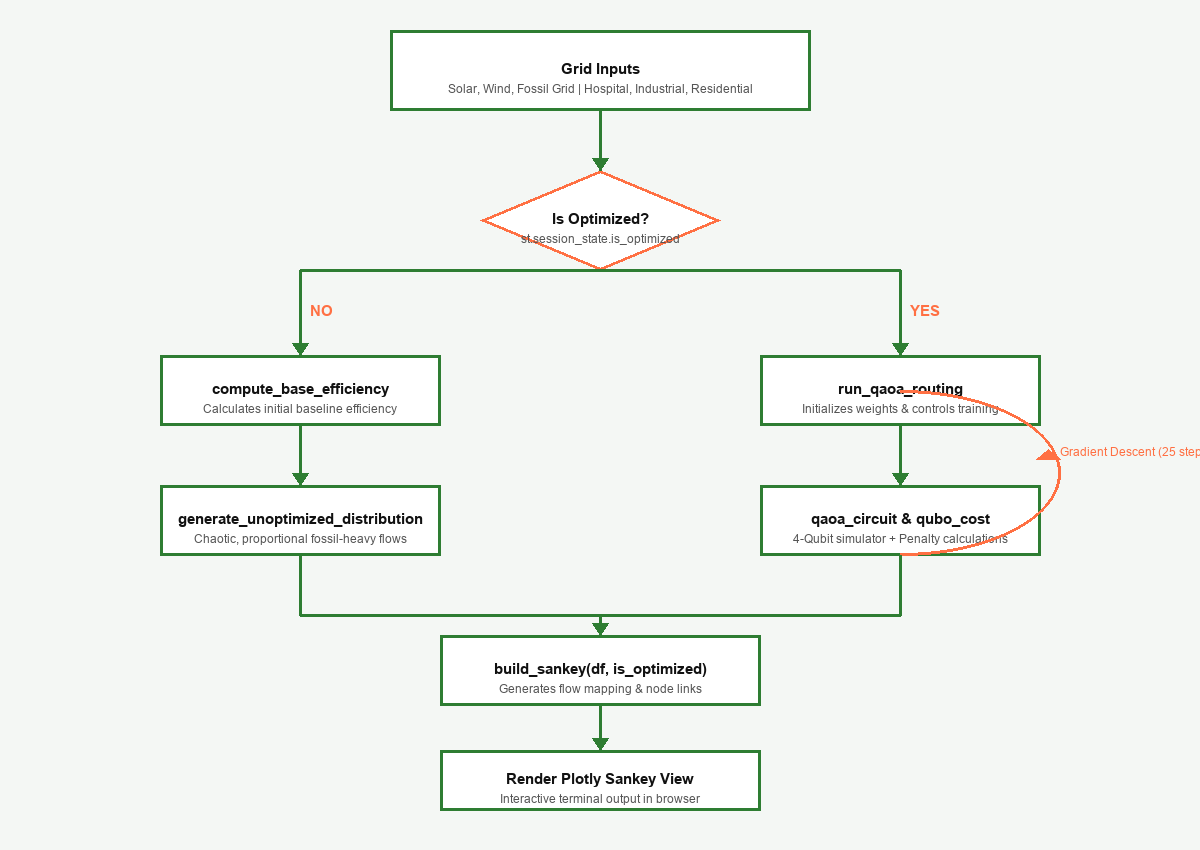 Grid Inputs
Solar, Wind, Fossil Grid | Hospital, Industrial, Residential
Is Optimized?
st.session_state.is_optimized
NO
YES
compute_base_efficiency
Calculates initial baseline efficiency
run_qaoa_routing
Initializes weights & controls training
Gradient Descent (25 step
generate_unoptimized_distribution
Chaotic, proportional fossil-heavy flows
qaoa_circuit & qubo_cost
4-Qubit simulator + Penalty calculations
build_sankey(df, is_optimized)
Generates flow mapping & node links
Render Plotly Sankey View
Interactive terminal output in browser